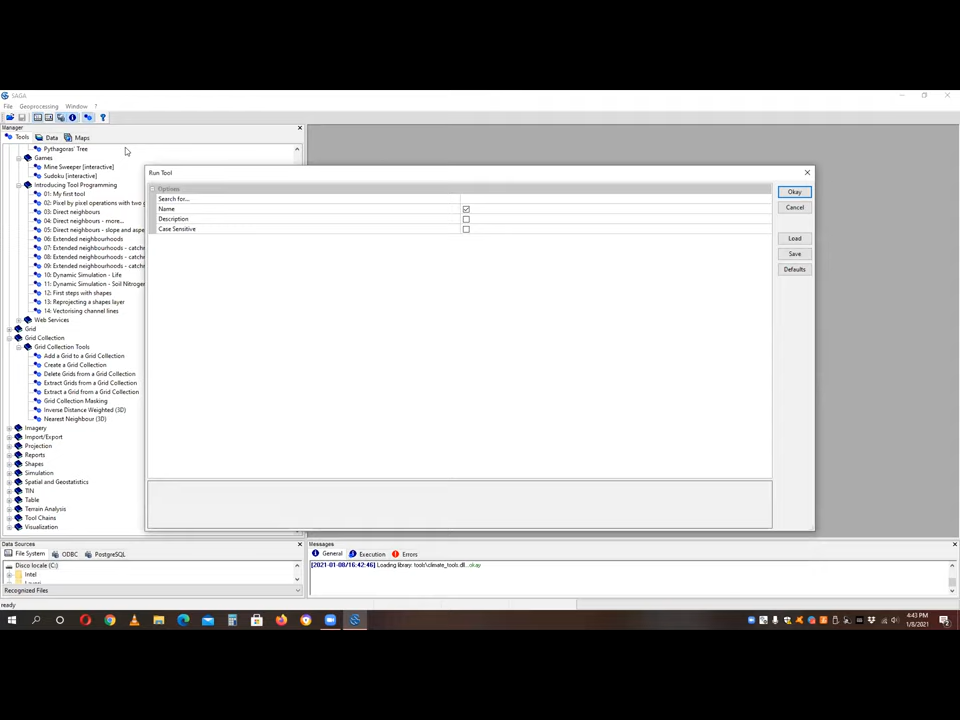 SAGA
File Geoprocessing Window ?
Manager
Tools Data Maps
Pythagoras' Tree
Games
Mine Sweeper [interactive]
Sudoku [interactive]
Introducing Tool Programming
01: My first tool
02: Pixel by pixel operations with two g
03: Direct neighbours
04: Direct neighbours - more...
05: Direct neighbours - slope and aspe
06: Extended neighbourhoods
07: Extended neighbourhoods - catchr
08: Extended neighbourhoods - catchr
09: Extended neighbourhoods - catchr
10: Dynamic Simulation - Life
11: Dynamic Simulation - Soil Nitroger
12: First steps with shapes
13: Reprojecting a shapes layer
14: Vectorising channel lines
Web Services
Grid
Grid Collection
Grid Collection Tools
Add a Grid to a Grid Collection
Create a Grid Collection
Delete Grids from a Grid Collection
Extract Grids from a Grid Collection
Extract a Grid from a Grid Collection
Grid Collection Masking
Inverse Distance Weighted (3D)
Nearest Neighbour (3D)
Imagery
Import/Export
Projection
Reports
Shapes
Simulation
Spatial and Geostatistics
TIN
Table
Terrain Analysis
Tool Chains
Visualization
Run Tool
Options
Search for...
Name
Description
Case Sensitive
Okay
Cancel
Load
Save
Defaults
Data Sources
File System ODBC PostgreSQL
Disco locale (C:)
Intel
Recognized Files
Messages
General Execution Errors
[2021-01-08/16:42:46] Loading library: tools\climate_tools.dll...okay
ready
4:43 PM
1/8/2021